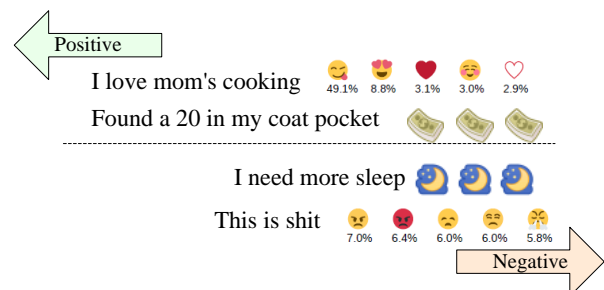 Positive
I love mom's cooking
49.1% 8.8% 3.1% 3.0% 2.9%
Found a 20 in my coat pocket
I need more sleep
This is shit
7.0% 6.4% 6.0% 6.0% 5.8%
Negative